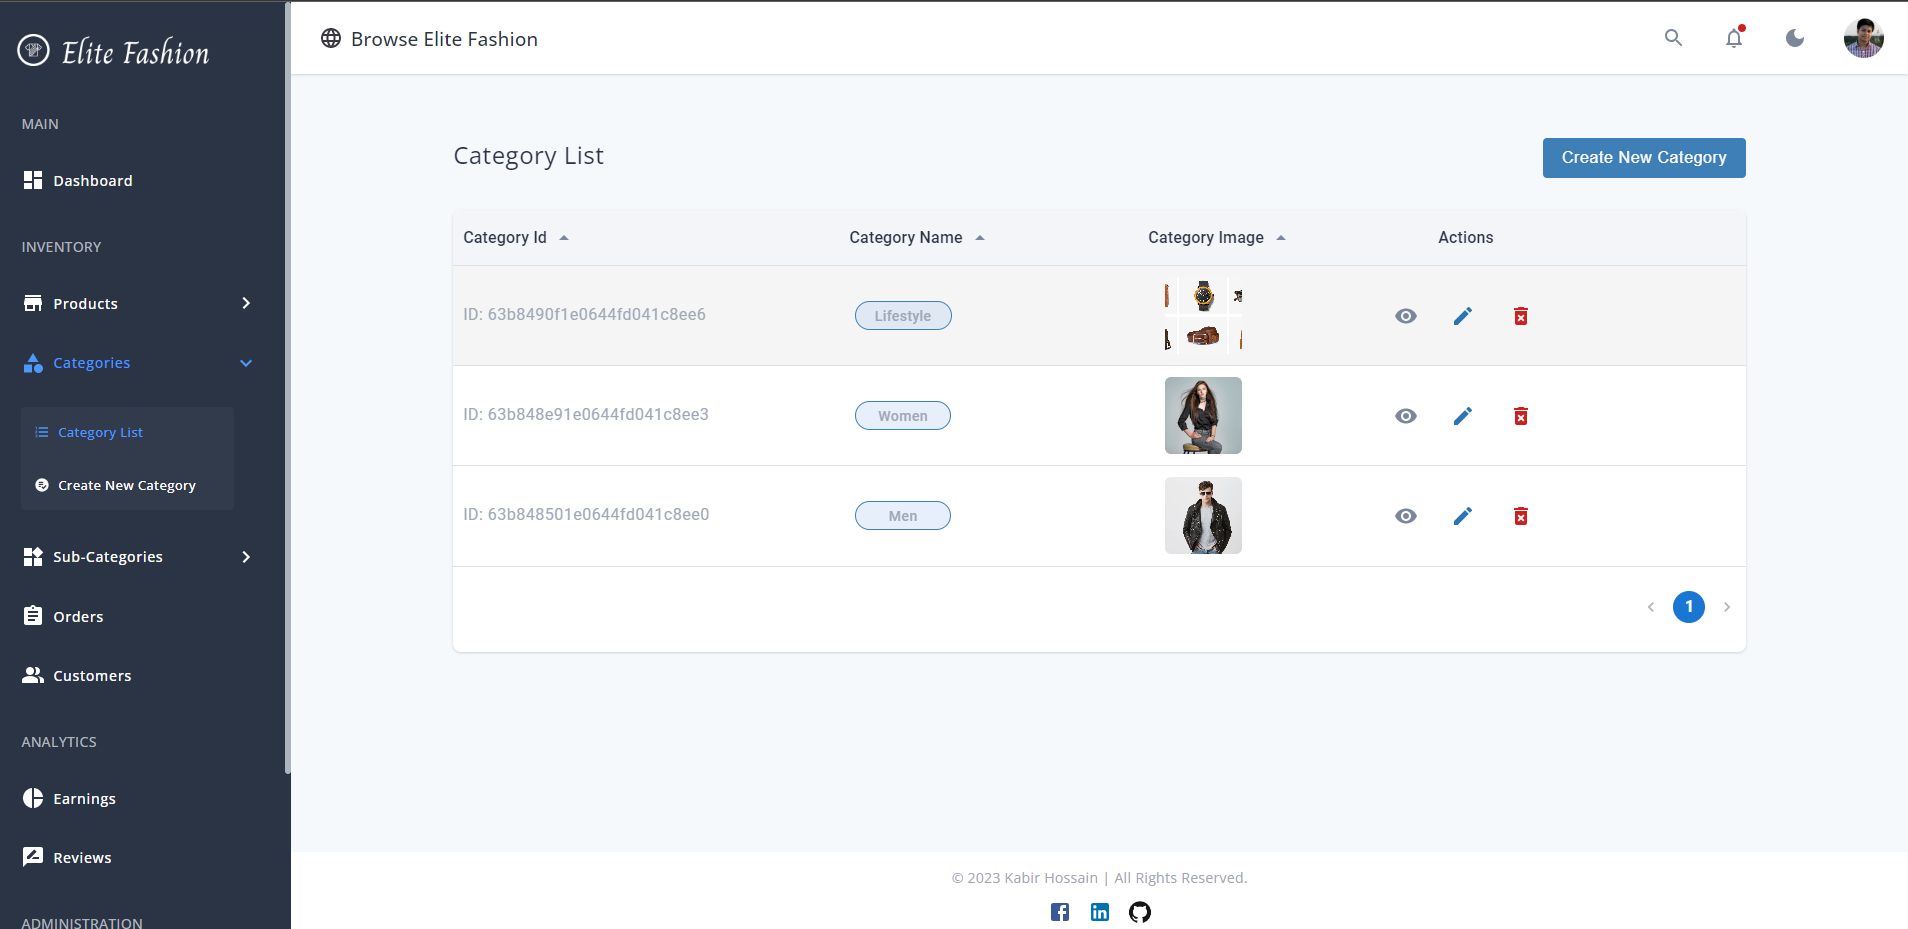 Elite Fashion
Browse Elite Fashion
MAIN
Dashboard
INVENTORY
Products
Categories
Category List
Create New Category
Sub-Categories
Orders
Customers
ANALYTICS
Earnings
Reviews
ADMINISTRATION
Category List
Create New Category
Category Id Category Name Category Image Actions
ID: 63b8490f1e0644fd041c8ee6 Lifestyle
ID: 63b848e91e0644fd041c8ee3 Women
ID: 63b848501e0644fd041c8ee0 Men
1
© 2023 Kabir Hossain | All Rights Reserved.